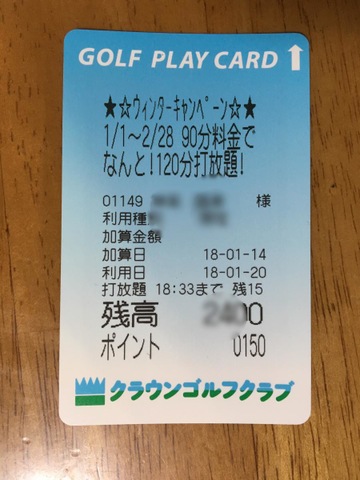 GOLF PLAY CARD ↑
★☆ウィンターキャンペーン☆★
1/1～2/28 90分料金で
なんと!120分打放題!
01149 様
利用種
加算金額
加算日 18-01-14
利用日 18-01-20
打放題 18:33まで 残15
残高
ポイント 0150
クラウンゴルフクラブ